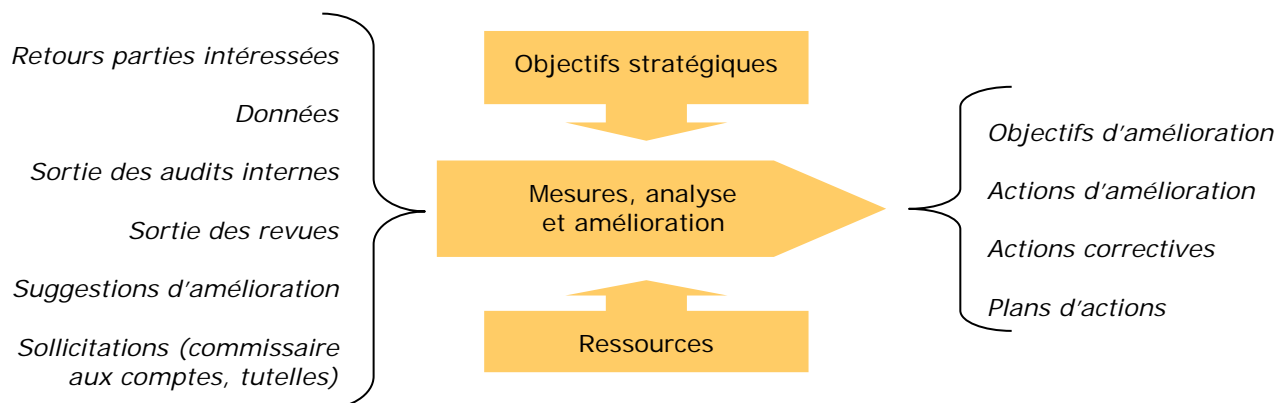 Retours parties intéressées
Données
Sortie des audits internes
Sortie des revues
Suggestions d'amélioration
Sollicitations (commissaire
aux comptes, tutelles)
Objectifs stratégiques
Mesures, analyse
et amélioration
Ressources
Objectifs d'amélioration
Actions d'amélioration
Actions correctives
Plans d'actions